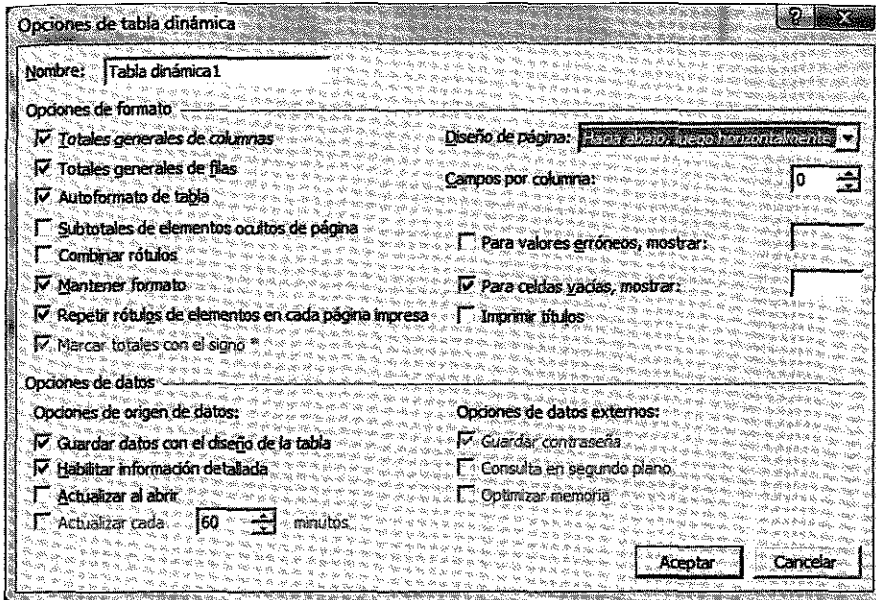 Opciones de tabla dinámica
Nombre: Tabla dinámica1
Opciones de formato
Totales generales de columnas
Diseño de página: Hacia abajo, luego horizontalmente
Totales generales de filas
Campos por columna: 0
Autoformato de tabla
Subtotales de elementos ocultos de página
Para valores erróneos, mostrar:
Combinar rótulos
Mantener formato
Para celdas vacías, mostrar:
Repetir rótulos de elementos en cada página impresa
Imprimir títulos
Marcar totales con el signo *
Opciones de datos
Opciones de origen de datos:
Opciones de datos externos:
Guardar datos con el diseño de la tabla
Guardar contraseña
Habilitar información detallada
Consulta en segundo plano
Actualizar al abrir
Optimizar memoria
Actualizar cada 60 minutos
Aceptar
Cancelar